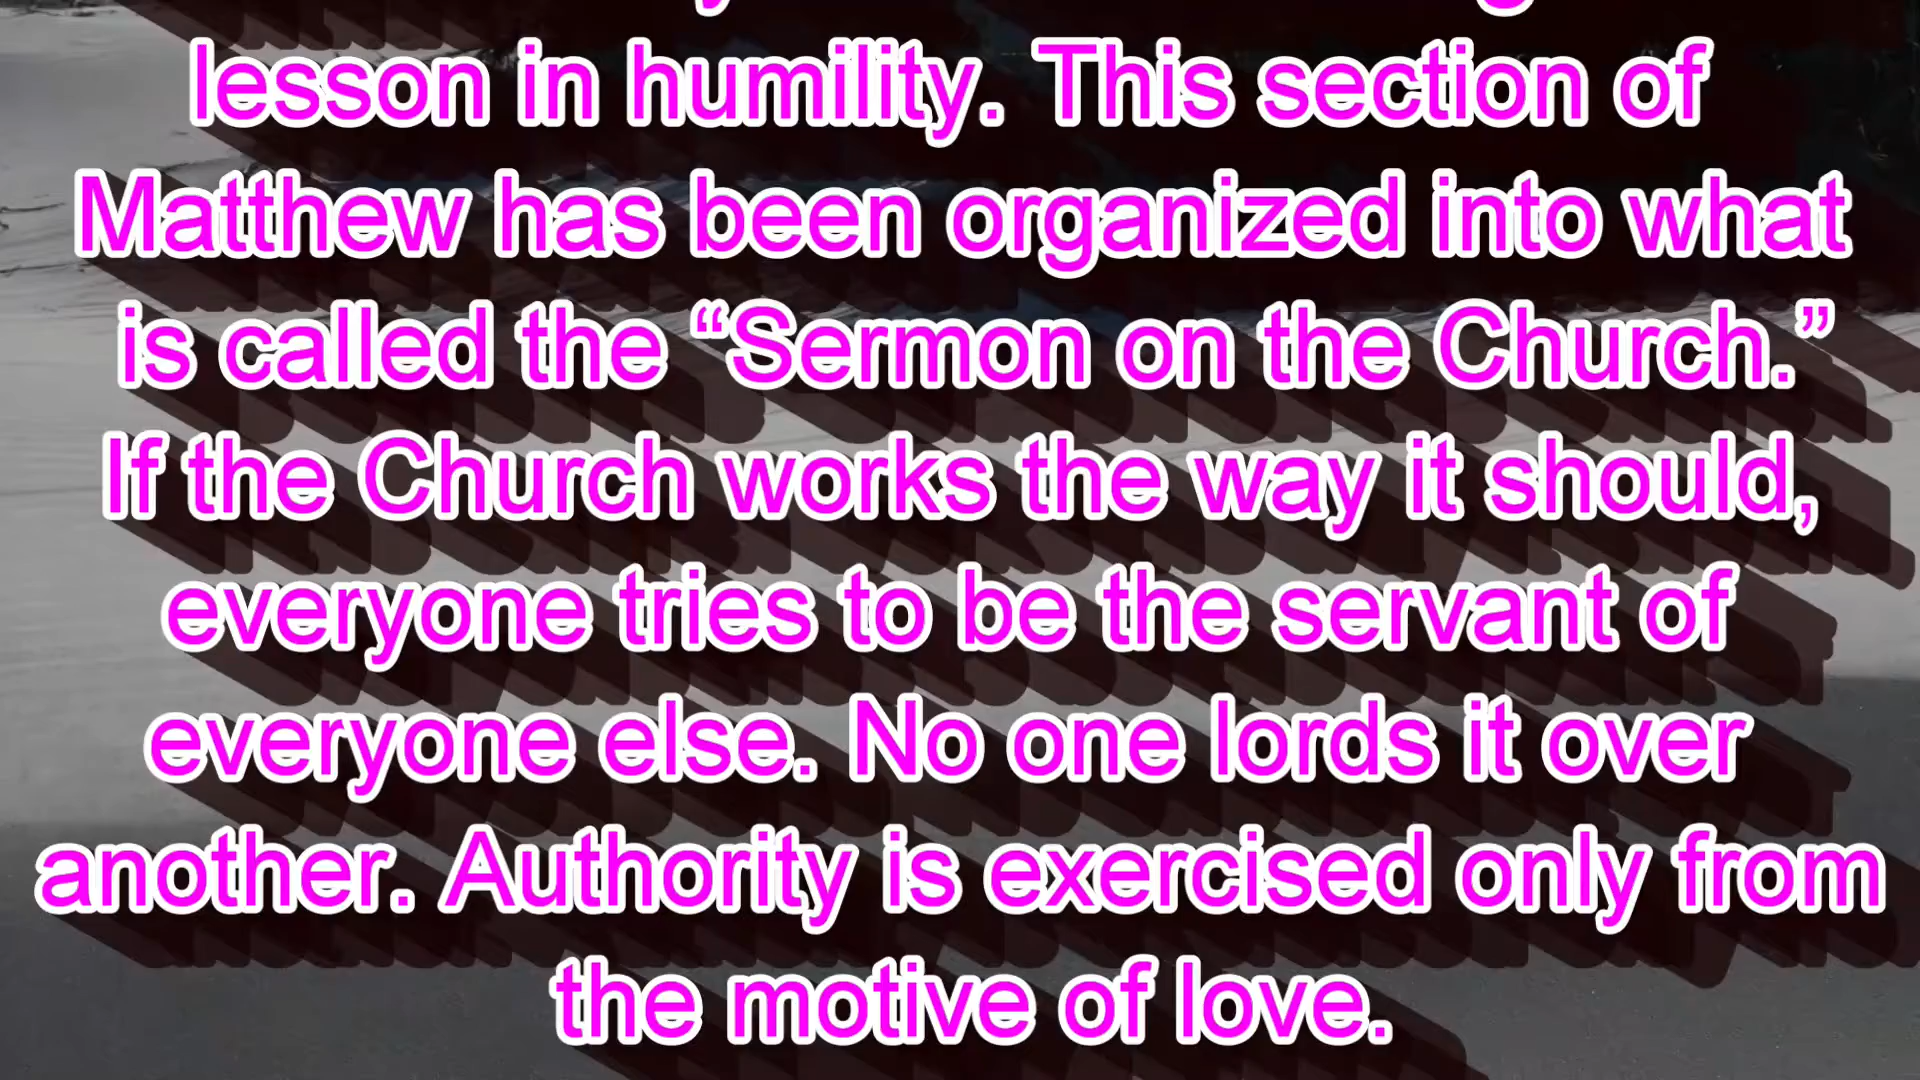 lesson in humility. This section of
Matthew has been organized into what
is called the “Sermon on the Church.”
If the Church works the way it should,
everyone tries to be the servant of
everyone else. No one lords it over
another. Authority is exercised only from
the motive of love.